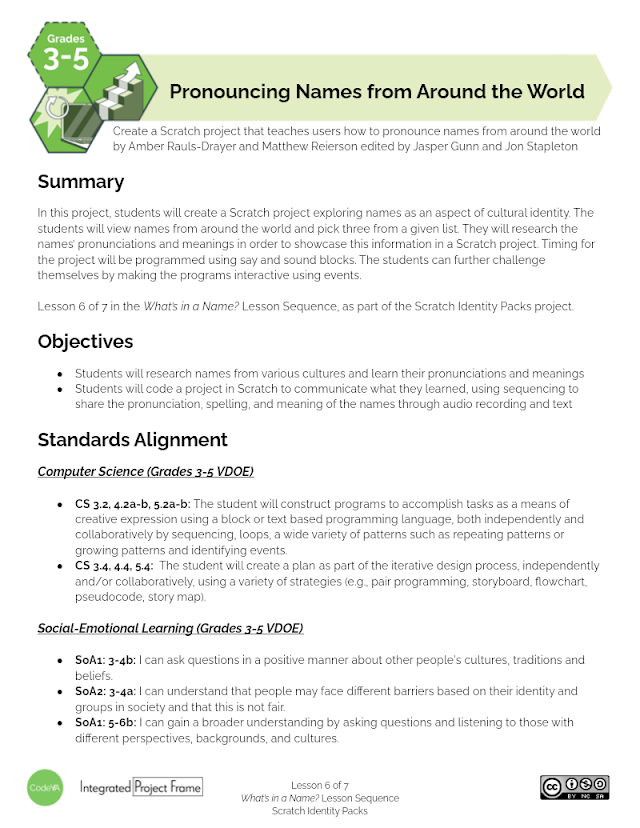 Grades
3-5
Pronouncing Names from Around the World
Create a Scratch project that teaches users how to pronounce names from around the world
by Amber Rauls-Drayer and Matthew Reierson edited by Jasper Gunn and Jon Stapleton
Summary
In this project, students will create a Scratch project exploring names as an aspect of cultural identity. The
students will view names from around the world and pick three from a given list. They will research the
names' pronunciations and meanings in order to showcase this information in a Scratch project. Timing for
the project will be programmed using say and sound blocks. The students can further challenge
themselves by making the programs interactive using events.
Lesson 6 of 7 in the What's in a Name? Lesson Sequence, as part of the Scratch Identity Packs project.
Objectives
● Students will research names from various cultures and learn their pronunciations and meanings
● Students will code a project in Scratch to communicate what they learned, using sequencing to
share the pronunciation, spelling, and meaning of the names through audio recording and text
Standards Alignment
Computer Science (Grades 3-5 VDOE)
● CS 3.2, 4.2a-b, 5.2a-b: The student will construct programs to accomplish tasks as a means of
creative expression using a block or text based programming language, both independently and
collaboratively by sequencing, loops, a wide variety of patterns such as repeating patterns or
growing patterns and identifying events.
● CS 3.4, 4.4, 5.4: The student will create a plan as part of the iterative design process, independently
and/or collaboratively, using a variety of strategies (e.g., pair programming, storyboard, flowchart,
pseudocode, story map).
Social-Emotional Learning (Grades 3-5 VDOE)
● SoA1: 3-4b: I can ask questions in a positive manner about other people's cultures, traditions and
beliefs.
● SoA2: 3-4a: I can understand that people may face different barriers based on their identity and
groups in society and that this is not fair.
● SoA1: 5-6b: I can gain a broader understanding by asking questions and listening to those with
different perspectives, backgrounds, and cultures.
CodeVA
Integrated Project Frame
Lesson 6 of 7
What's in a Name? Lesson Sequence
Scratch Identity Packs
cc
BY NC SA